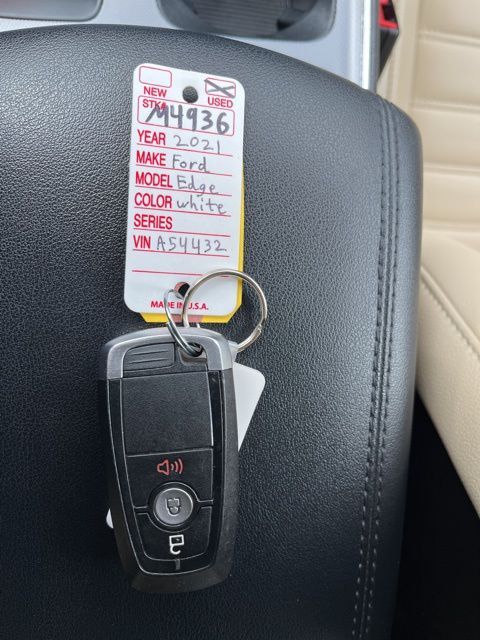 NEW USED
STK# M4936
YEAR 2021
MAKE Ford
MODEL Edge
COLOR white
SERIES
VIN A54432
MADE IN U.S.A.